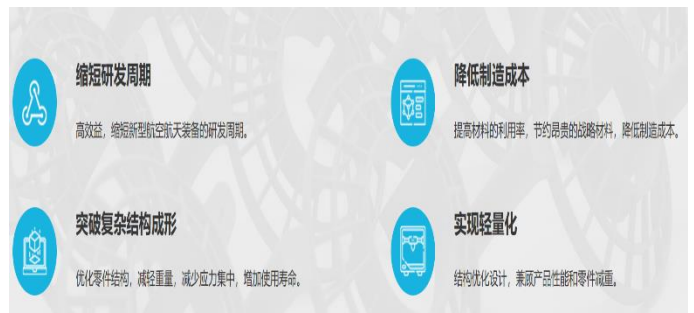 缩短研发周期
高效益，缩短新型航空航天装备的研发周期。
降低制造成本
提高材料的利用率，节约昂贵的战略材料，降低制造成本。
突破复杂结构成形
优化零件结构，减轻重量，减少应力集中，增加使用寿命。
实现轻量化
结构优化设计，兼顾产品性能和零件减重。